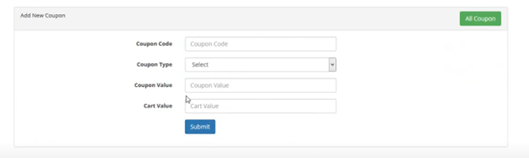 Add New Coupon
All Coupon
Coupon Code
Coupon Code
Coupon Type
Select
Coupon Value
Coupon Value
Cart Value
Cart Value
Submit